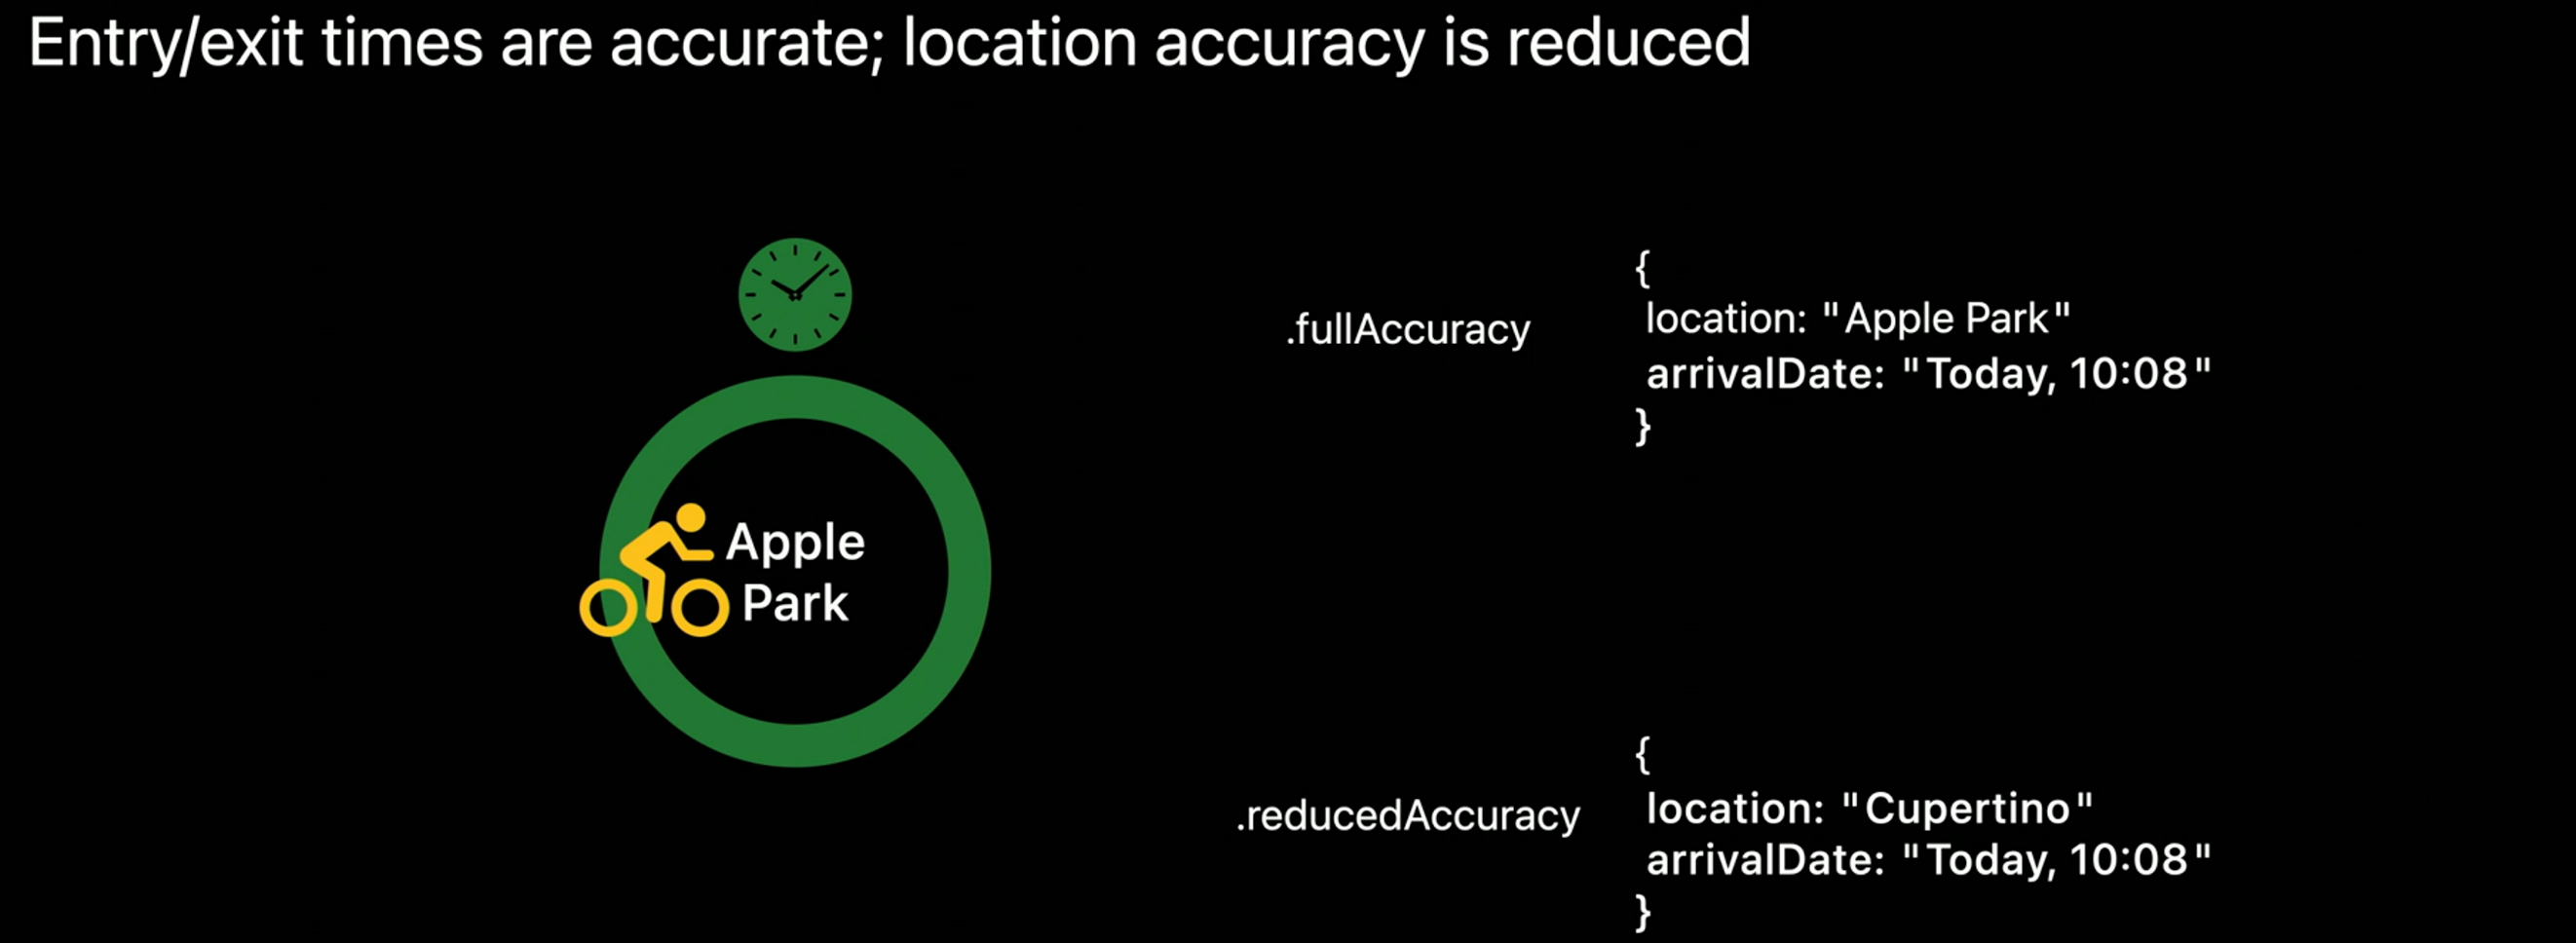 Entry/exit times are accurate; location accuracy is reduced
Apple
Park
.fullAccuracy
{
location: "Apple Park"
arrivalDate: "Today, 10:08"
}
.reducedAccuracy
{
location: "Cupertino"
arrivalDate: "Today, 10:08"
}